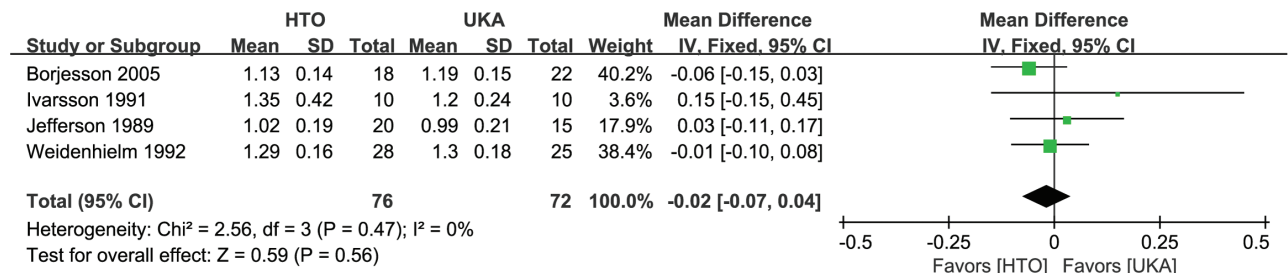 HTO UKA Mean Difference Mean Difference
Study or Subgroup Mean SD Total Mean SD Total Weight IV, Fixed, 95% CI IV, Fixed, 95% CI
Borjesson 2005 1.13 0.14 18 1.19 0.15 22 40.2% -0.06 [-0.15, 0.03]
Ivarsson 1991 1.35 0.42 10 1.2 0.24 10 3.6% 0.15 [-0.15, 0.45]
Jefferson 1989 1.02 0.19 20 0.99 0.21 15 17.9% 0.03 [-0.11, 0.17]
Weidenhielm 1992 1.29 0.16 28 1.3 0.18 25 38.4% -0.01 [-0.10, 0.08]
Total (95% CI) 76 72 100.0% -0.02 [-0.07, 0.04]
Heterogeneity: Chi² = 2.56, df = 3 (P = 0.47); I² = 0%
Test for overall effect: Z = 0.59 (P = 0.56)
-0.5 -0.25 0 0.25 0.5
Favors [HTO] Favors [UKA]